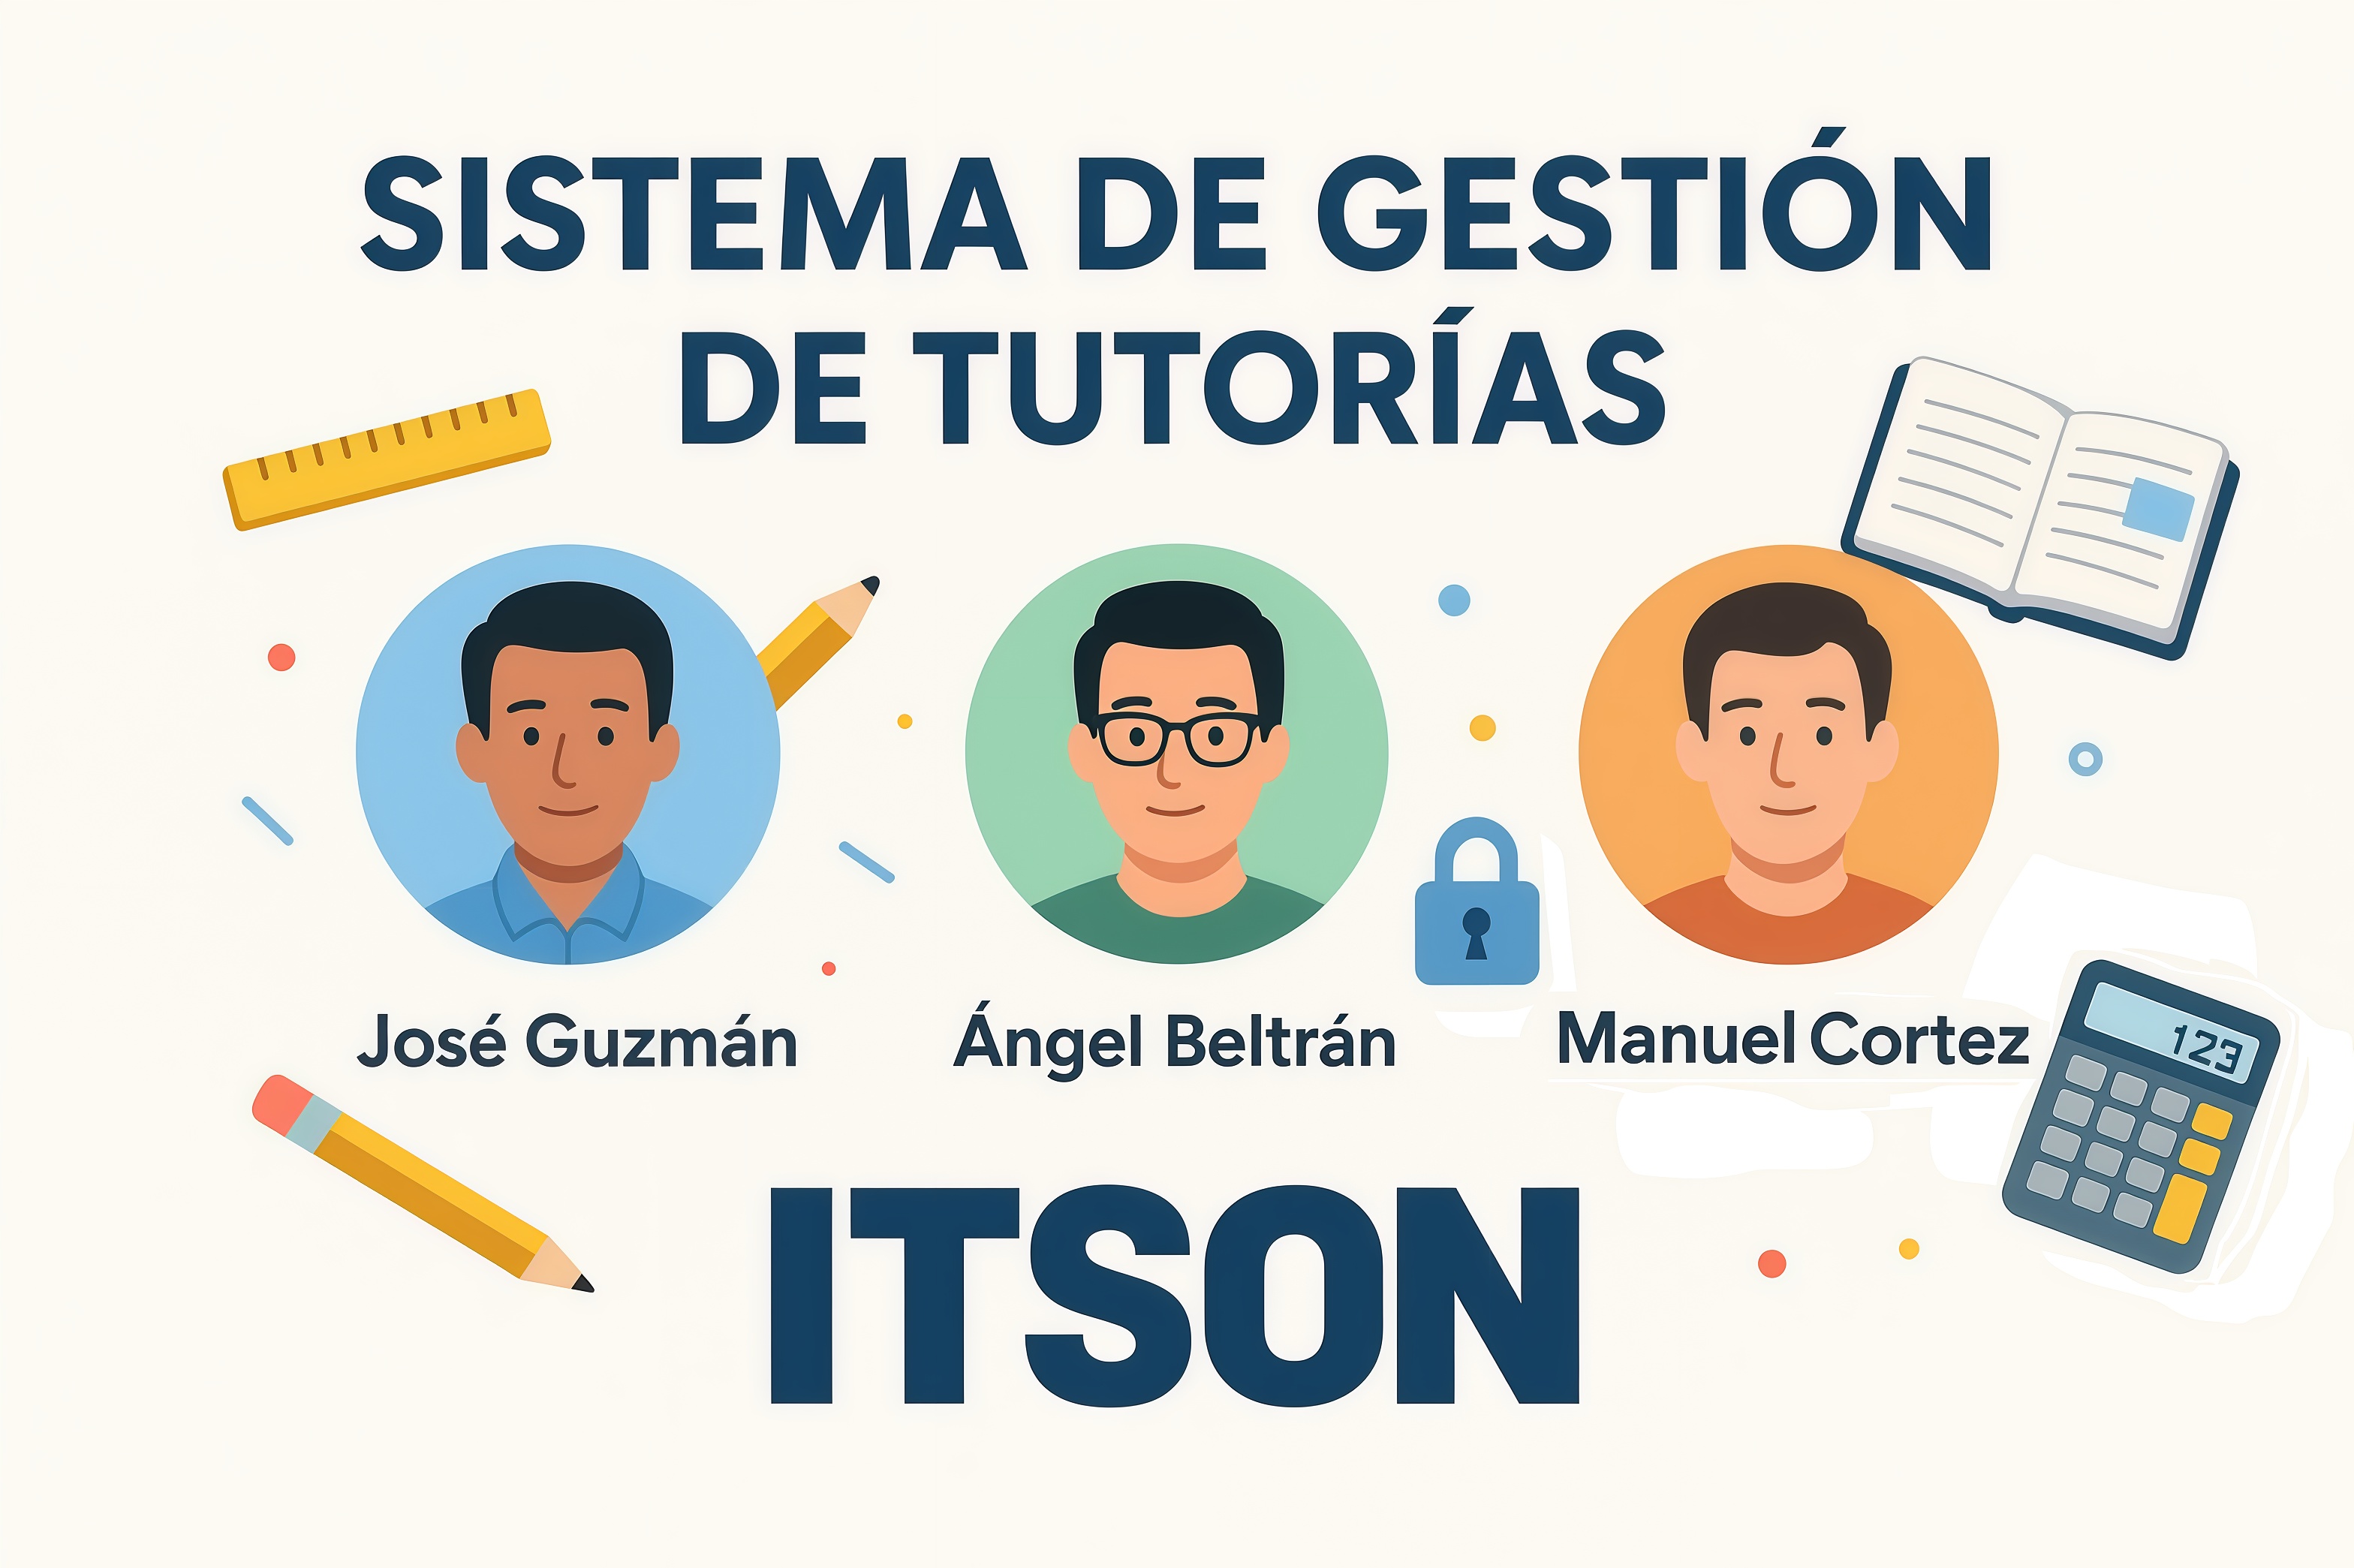 SISTEMA DE GESTIÓN
DE TUTORÍAS
José Guzmán
Ángel Beltrán
Manuel Cortez
123
ITSON